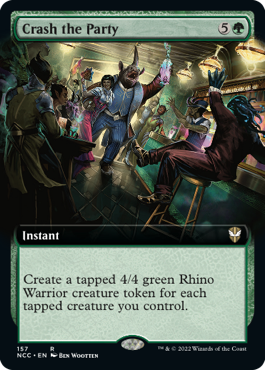 Crash the Party 5
Instant
Create a tapped 4/4 green Rhino
Warrior creature token for each
tapped creature you control.
157 R
NCC • EN BEN WOOTTEN
™ & © 2022 Wizards of the Coast